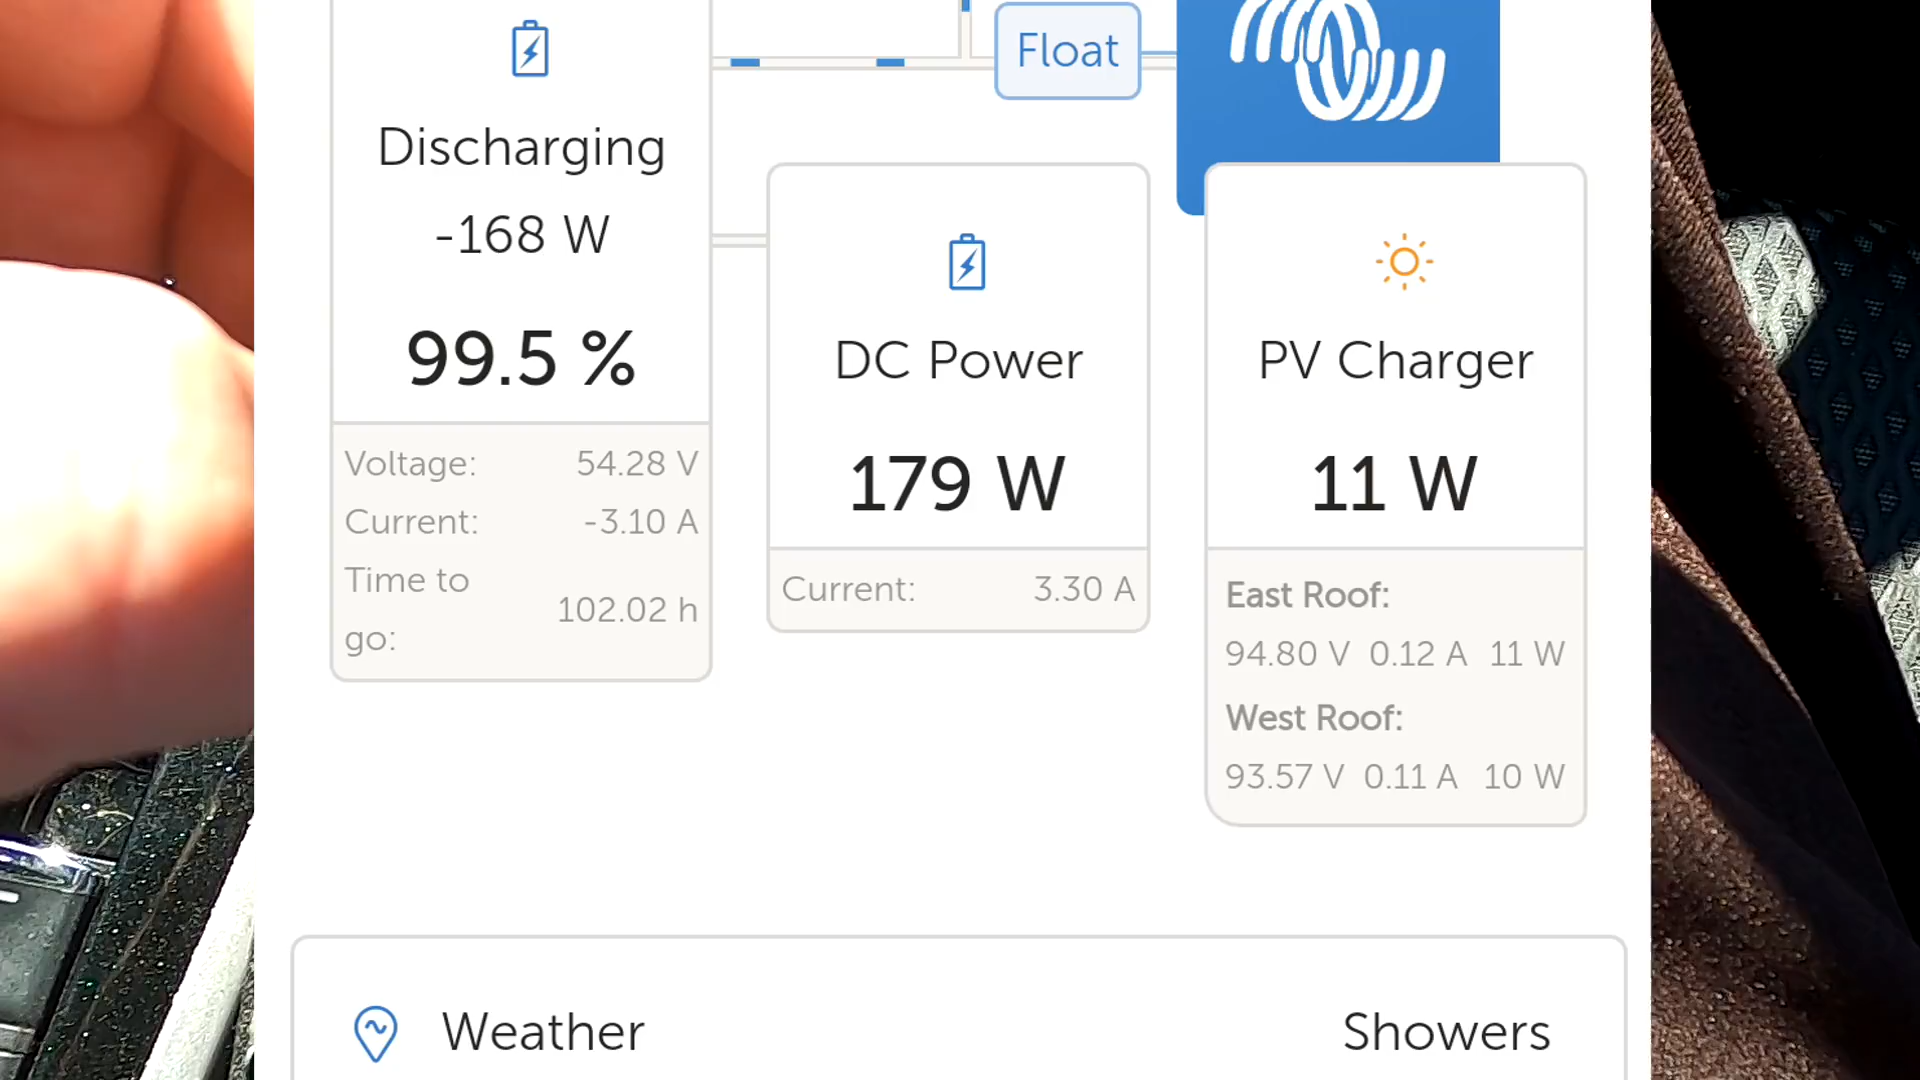 Float
Discharging
-168 W
99.5 %
Voltage: 54.28 V
Current: -3.10 A
Time to
go: 102.02 h
DC Power
179 W
Current: 3.30 A
PV Charger
11 W
East Roof:
94.80 V 0.12 A 11 W
West Roof:
93.57 V 0.11 A 10 W
Weather Showers